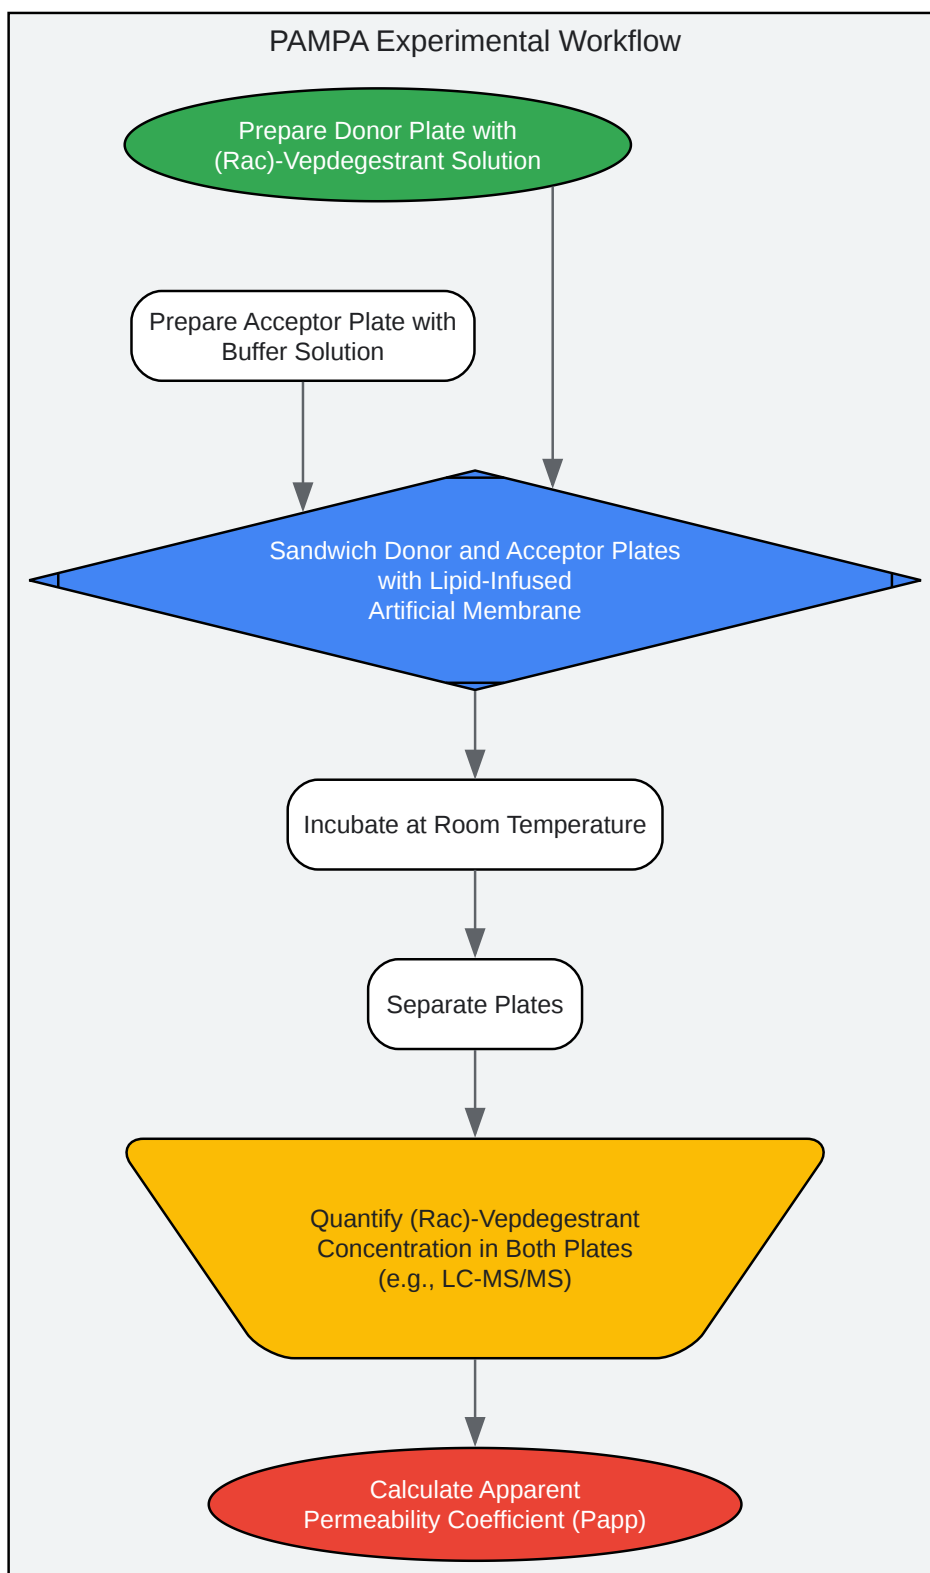 PAMPA Experimental Workflow
Prepare Donor Plate with
(Rac)-Vepdegestrant Solution
Prepare Acceptor Plate with
Buffer Solution
Sandwich Donor and Acceptor Plates
with Lipid-Infused
Artificial Membrane
Incubate at Room Temperature
Separate Plates
Quantify (Rac)-Vepdegestrant
Concentration in Both Plates
(e.g., LC-MS/MS)
Calculate Apparent
Permeability Coefficient (Papp)